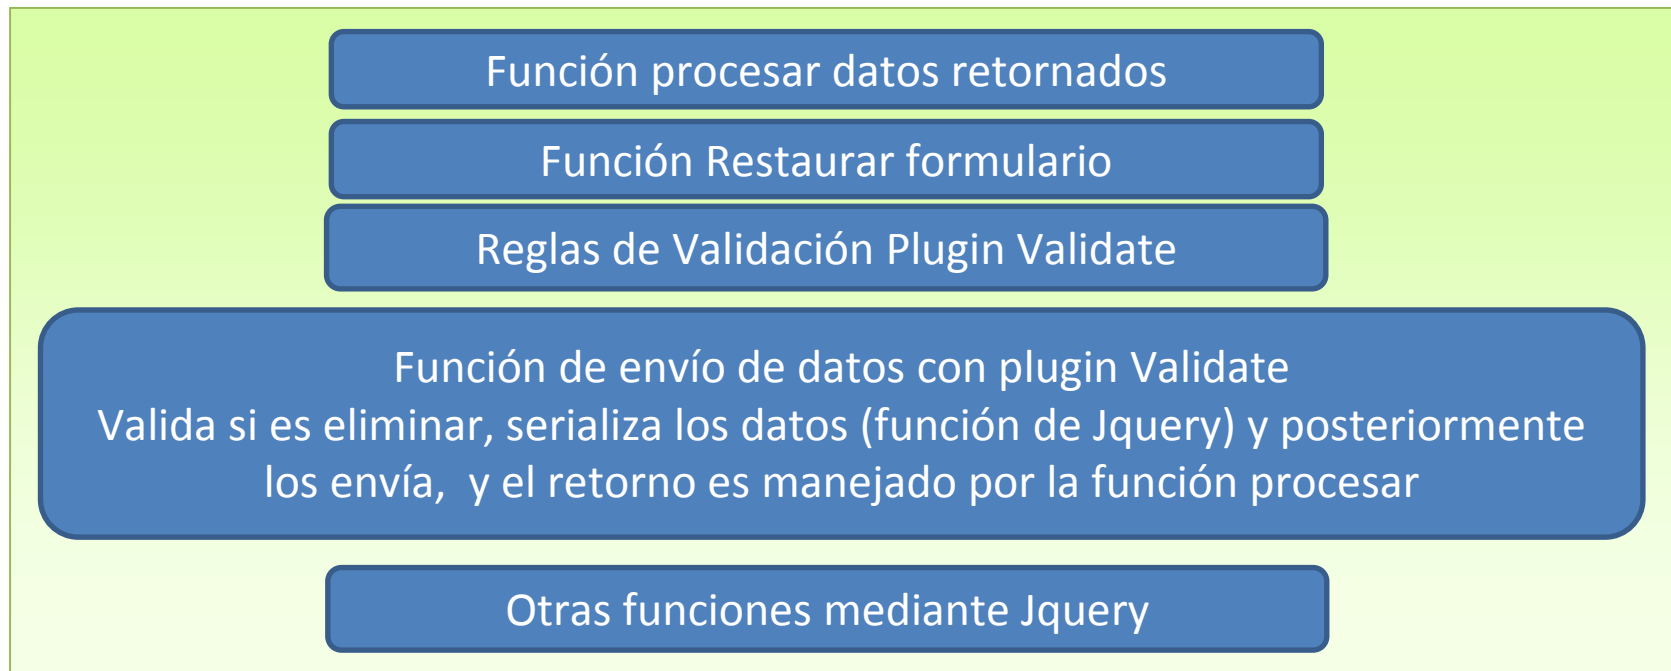 Función procesar datos retornados
Función Restaurar formulario
Reglas de Validación Plugin Validate
Función de envío de datos con plugin Validate
Valida si es eliminar, serializa los datos (función de Jquery) y posteriormente
los envía,  y el retorno es manejado por la función procesar
Otras funciones mediante Jquery